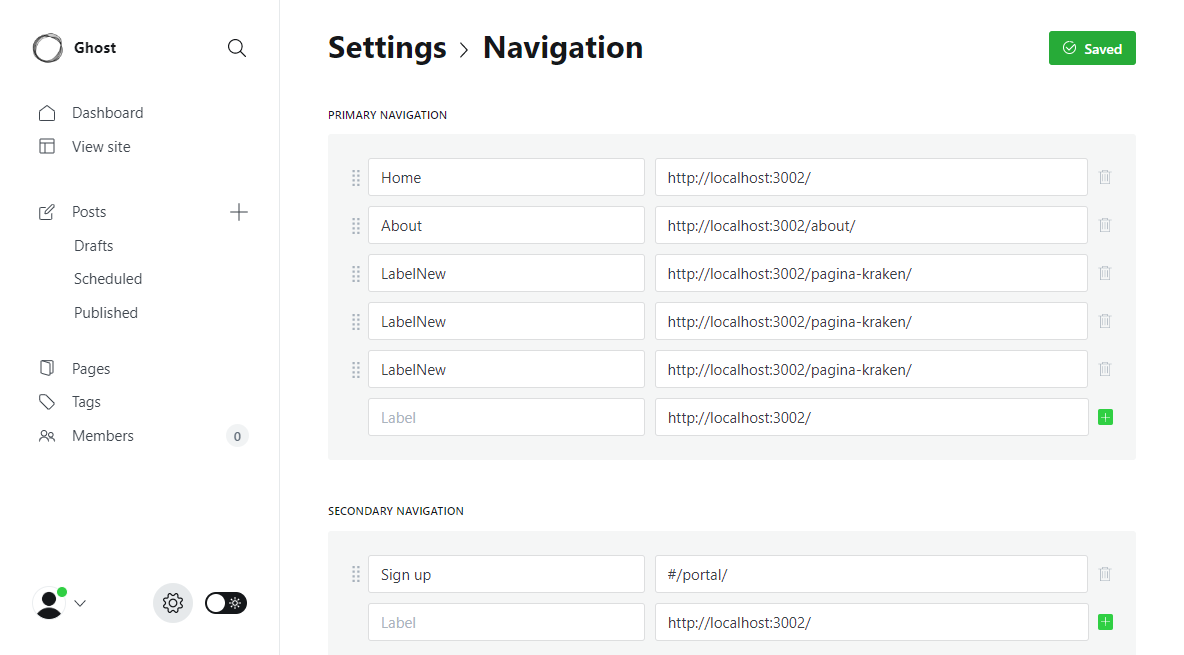 Ghost
Dashboard
View site
Posts
Drafts
Scheduled
Published
Pages
Tags
Members 0
Settings > Navigation
Saved
PRIMARY NAVIGATION
Home http://localhost:3002/
About http://localhost:3002/about/
LabelNew http://localhost:3002/pagina-kraken/
LabelNew http://localhost:3002/pagina-kraken/
LabelNew http://localhost:3002/pagina-kraken/
Label http://localhost:3002/
SECONDARY NAVIGATION
Sign up #/portal/
Label http://localhost:3002/